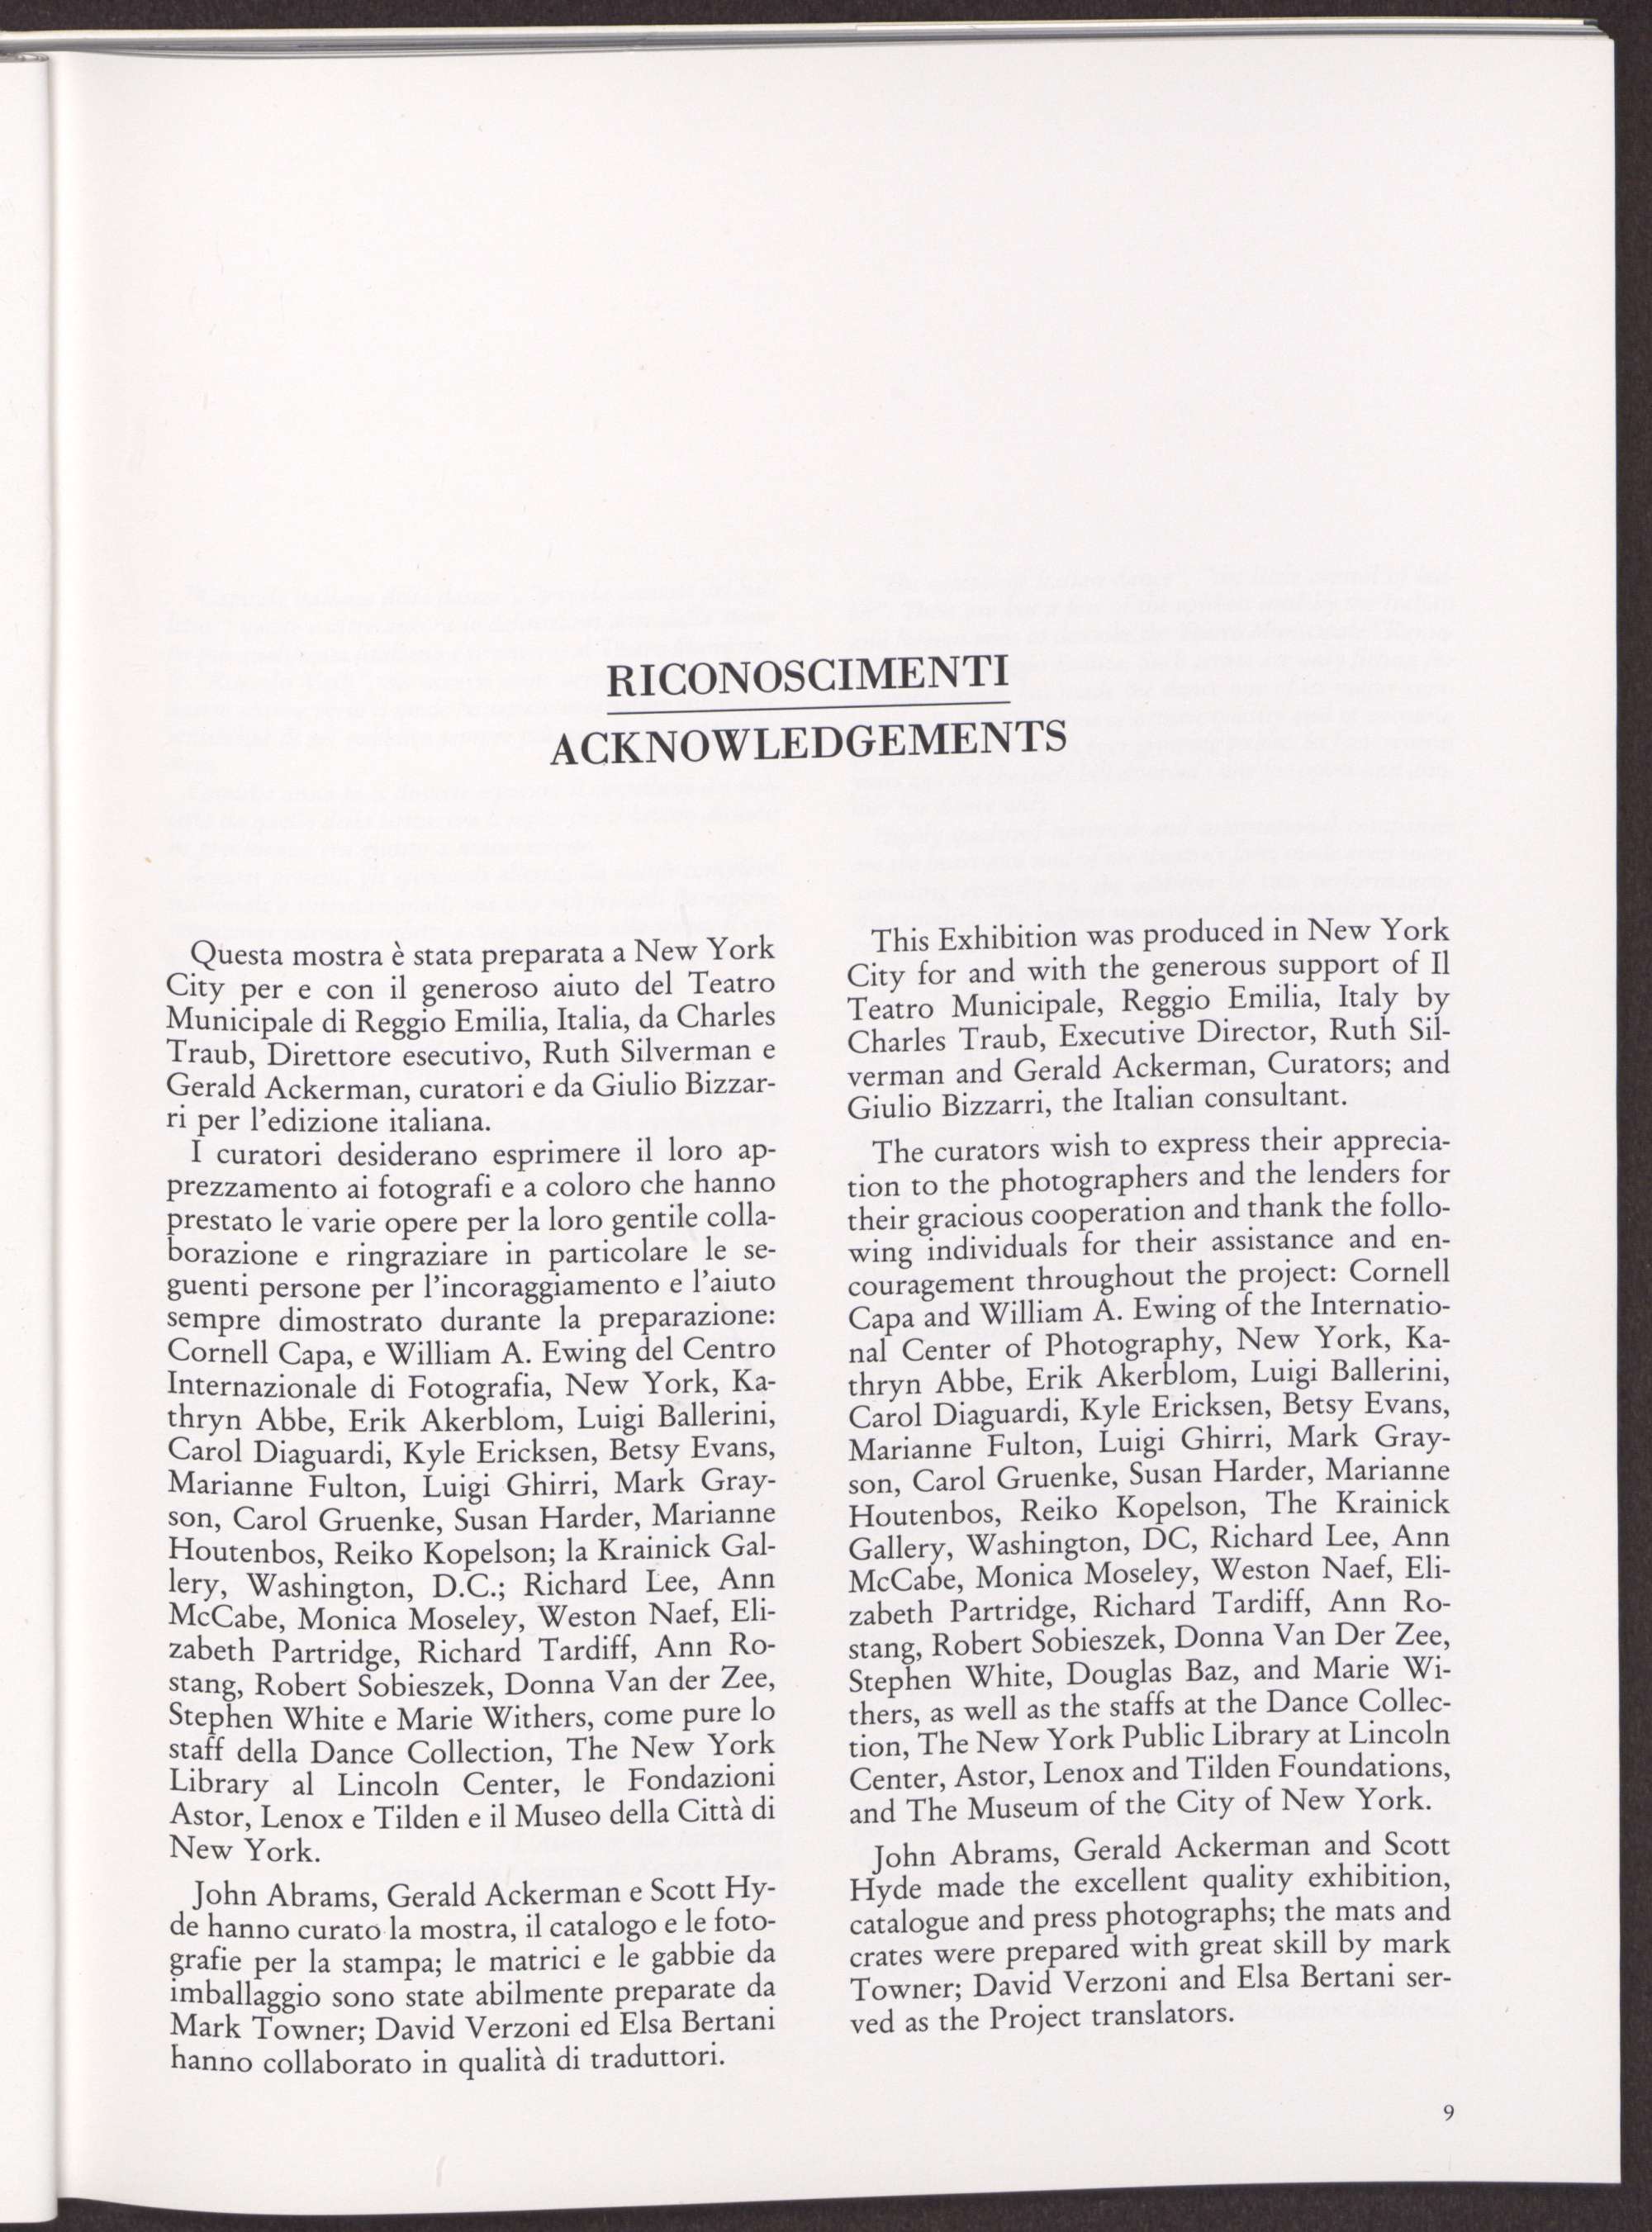 RICONOSCIMENTI
ACKNOWLEDGEMENTS
Questa mostra è stata preparata a New York
City per e con il generoso aiuto del Teatro
Municipale di Reggio Emilia, Italia, da Charles
Traub, Direttore esecutivo, Ruth Silverman e
Gerald Ackerman, curatori e da Giulio Bizzar-
ri per l'edizione italiana.
I curatori desiderano esprimere il loro ap-
prezzamento ai fotografi e a coloro che hanno
prestato le varie opere per la loro gentile colla-
borazione e ringraziare in particolare le se-
guenti persone per l'incoraggiamento e l'aiuto
sempre dimostrato durante la preparazione:
Cornell Capa, e William A. Ewing del Centro
Internazionale di Fotografia, New York, Ka-
thryn Abbe, Erik Akerblom, Luigi Ballerini,
Carol Diaguardi, Kyle Ericksen, Betsy Evans,
Marianne Fulton, Luigi Ghirri, Mark Gray-
son, Carol Gruenke, Susan Harder, Marianne
Houtenbos, Reiko Kopelson; la Krainick Gal-
lery, Washington, D.C.; Richard Lee, Ann
McCabe, Monica Moseley, Weston Naef, Eli-
zabeth Partridge, Richard Tardiff, Ann Ro-
stang, Robert Sobieszek, Donna Van der Zee,
Stephen White e Marie Withers, come pure lo
staff della Dance Collection, The New York
Library al Lincoln Center, le Fondazioni
Astor, Lenox e Tilden e il Museo della Città di
New York.
John Abrams, Gerald Ackerman e Scott Hy-
de hanno curato la mostra, il catalogo e le foto-
grafie per la stampa; le matrici e le gabbie da
imballaggio sono state abilmente preparate da
Mark Towner; David Verzoni ed Elsa Bertani
hanno collaborato in qualità di traduttori.
This Exhibition was produced in New York
City for and with the generous support of Il
Teatro Municipale, Reggio Emilia, Italy by
Charles Traub, Executive Director, Ruth Sil-
verman and Gerald Ackerman, Curators; and
Giulio Bizzarri, the Italian consultant.
The curators wish to express their apprecia-
tion to the photographers and the lenders for
their gracious cooperation and thank the follo-
wing individuals for their assistance and en-
couragement throughout the project: Cornell
Capa and William A. Ewing of the Internatio-
nal Center of Photography, New York, Ka-
thryn Abbe, Erik Akerblom, Luigi Ballerini,
Carol Diaguardi, Kyle Ericksen, Betsy Evans,
Marianne Fulton, Luigi Ghirri, Mark Gray-
son, Carol Gruenke, Susan Harder, Marianne
Houtenbos, Reiko Kopelson, The Krainick
Gallery, Washington, DC, Richard Lee, Ann
McCabe, Monica Moseley, Weston Naef, Eli-
zabeth Partridge, Richard Tardiff, Ann Ro-
stang, Robert Sobieszek, Donna Van Der Zee,
Stephen White, Douglas Baz, and Marie Wi-
thers, as well as the staffs at the Dance Collec-
tion, The New York Public Library at Lincoln
Center, Astor, Lenox and Tilden Foundations,
and The Museum of the City of New York.
John Abrams, Gerald Ackerman and Scott
Hyde made the excellent quality exhibition,
catalogue and press photographs; the mats and
crates were prepared with great skill by mark
Towner; David Verzoni and Elsa Bertani ser-
ved as the Project translators.
9